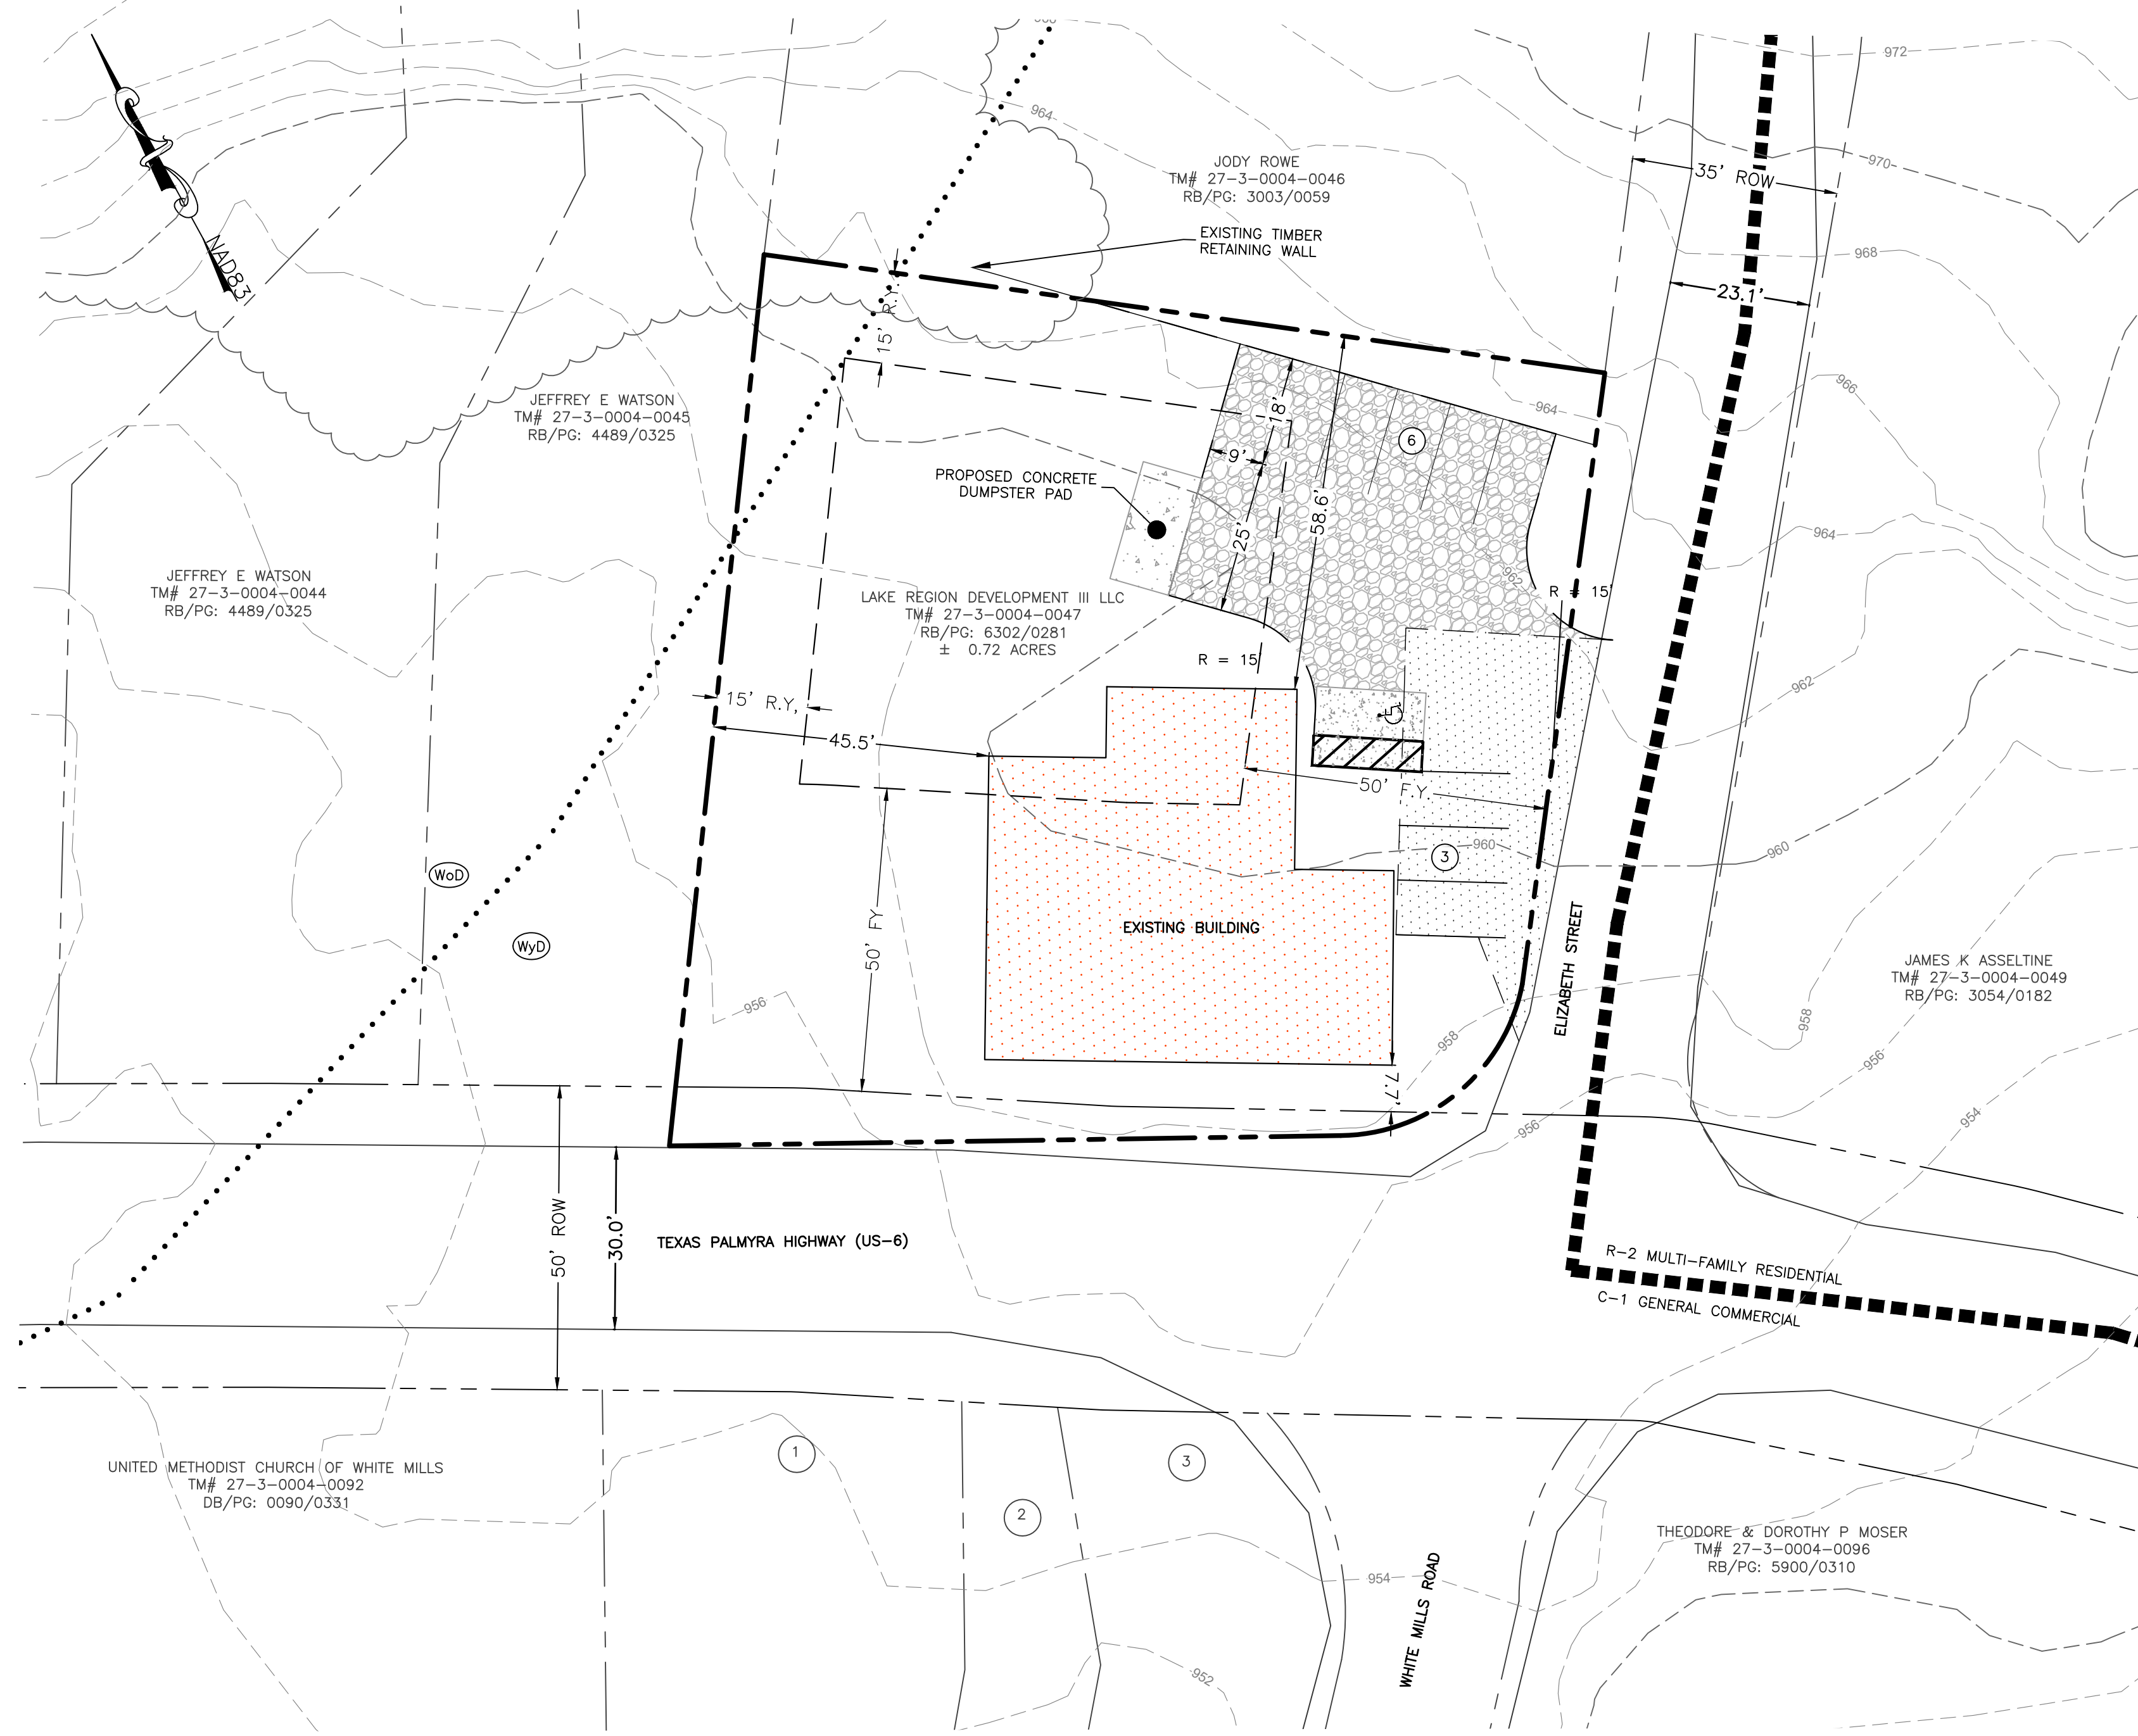 972
964
970
JODY ROWE
TM# 27-3-0004-0046
RB/PG: 3003/0059
35' ROW
EXISTING TIMBER
RETAINING WALL
968
NAD83
23.1'
15' R.Y.
966
JEFFREY E WATSON
TM# 27-3-0004-0045
RB/PG: 4489/0325
18'
964
6
9'
PROPOSED CONCRETE
DUMPSTER PAD
58.6'
25'
964
962
JEFFREY E WATSON
TM# 27-3-0004-0044
RB/PG: 4489/0325
LAKE REGION DEVELOPMENT III LLC
TM# 27-3-0004-0047
RB/PG: 6302/0281
± 0.72 ACRES
R = 15'
R = 15'
962
15' R.Y,
45.5'
50' F.Y.
960
960
3
WoD
WyD
50' FY
EXISTING BUILDING
ELIZABETH STREET
JAMES K ASSELTINE
TM# 27-3-0004-0049
RB/PG: 3054/0182
956
958
958
956
7.7'
954
956
50' ROW
30.0'
TEXAS PALMYRA HIGHWAY (US-6)
R-2 MULTI-FAMILY RESIDENTIAL
C-1 GENERAL COMMERCIAL
1
3
2
UNITED METHODIST CHURCH OF WHITE MILLS
TM# 27-3-0004-0092
DB/PG: 0090/0331
THEODORE & DOROTHY P MOSER
TM# 27-3-0004-0096
RB/PG: 5900/0310
954
WHITE MILLS ROAD
952